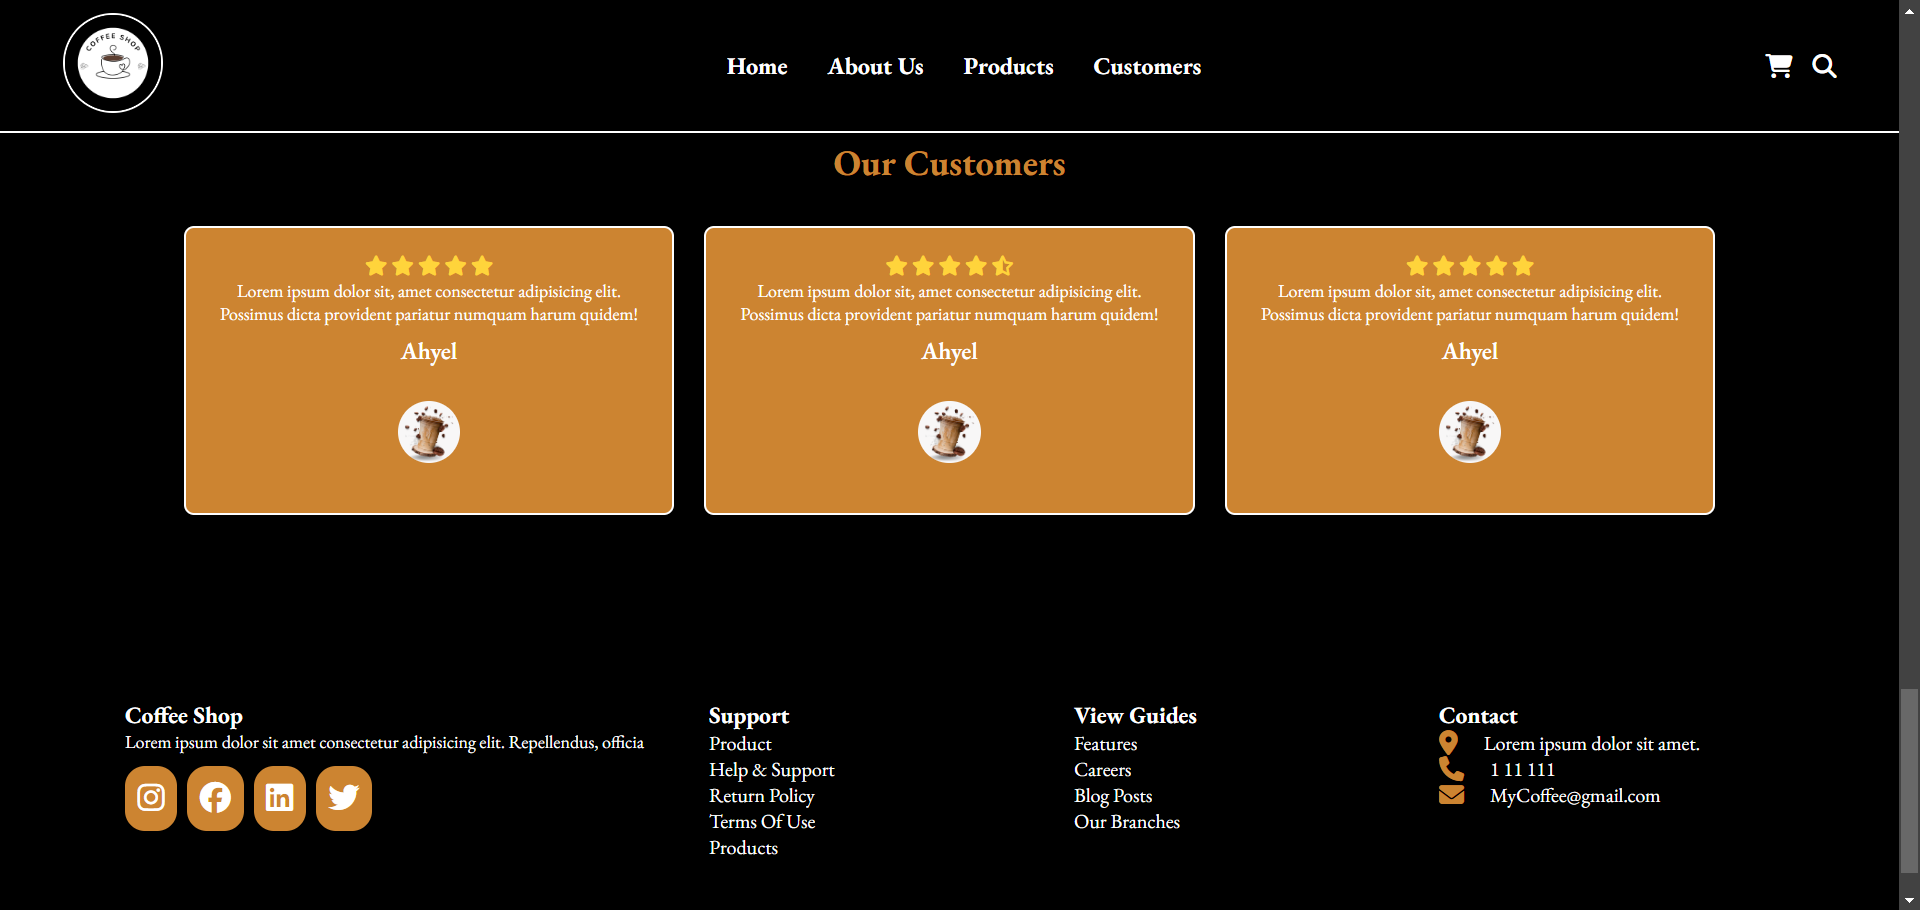 COFFEE SHOP
Home About Us Products Customers
Our Customers
Lorem ipsum dolor sit, amet consectetur adipisicing elit.
Possimus dicta provident pariatur numquam harum quidem!
Ahyel
Lorem ipsum dolor sit, amet consectetur adipisicing elit.
Possimus dicta provident pariatur numquam harum quidem!
Ahyel
Lorem ipsum dolor sit, amet consectetur adipisicing elit.
Possimus dicta provident pariatur numquam harum quidem!
Ahyel
Coffee Shop
Lorem ipsum dolor sit amet consectetur adipisicing elit. Repellendus, officia
Support
Product
Help & Support
Return Policy
Terms Of Use
Products
View Guides
Features
Careers
Blog Posts
Our Branches
Contact
Lorem ipsum dolor sit amet.
1 11 111
MyCoffee@gmail.com